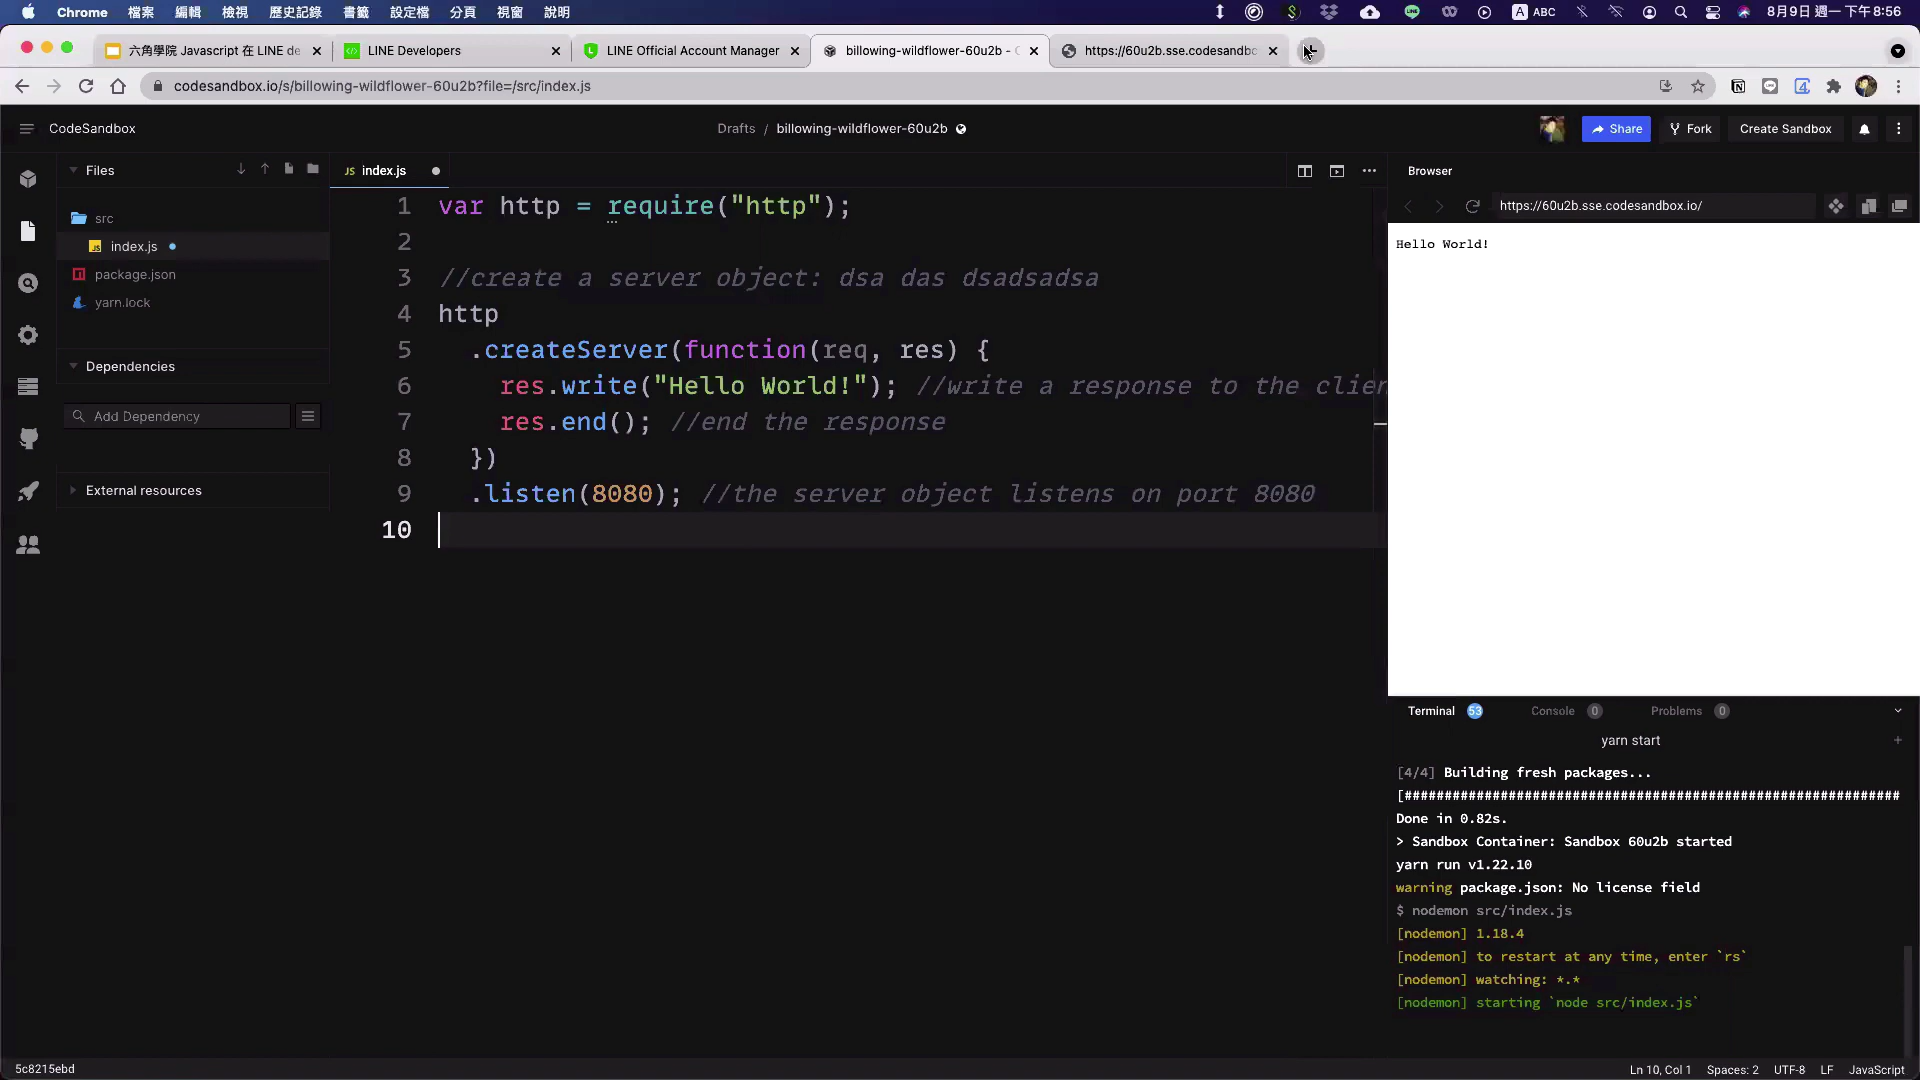 Chrome 檔案 編輯 檢視 歷史記錄 書籤 設定檔 分頁 視窗 說明 A ABC 8月9日 週一 下午8:56
六角學院 Javascript 在 LINE de LINE Developers LINE Official Account Manager billowing-wildflower-60u2b - https://60u2b.sse.codesandbo
codesandbox.io/s/billowing-wildflower-60u2b?file=/src/index.js
CodeSandbox Drafts / billowing-wildflower-60u2b Share Fork Create Sandbox
Files
src
index.js
package.json
yarn.lock
Dependencies
Add Dependency
External resources
JS index.js
1 var http = require("http");
2
3 //create a server object: dsa das dsadsadsa
4 http
5 .createServer(function(req, res) {
6 res.write("Hello World!"); //write a response to the clien
7 res.end(); //end the response
8 })
9 .listen(8080); //the server object listens on port 8080
10
Browser
https://60u2b.sse.codesandbox.io/
Hello World!
Terminal 53 Console 0 Problems 0
yarn start
[4/4] Building fresh packages...
[##############################################################
Done in 0.82s.
> Sandbox Container: Sandbox 60u2b started
yarn run v1.22.10
warning package.json: No license field
$ nodemon src/index.js
[nodemon] 1.18.4
[nodemon] to restart at any time, enter `rs`
[nodemon] watching: *.*
[nodemon] starting `node src/index.js`
5c8215ebd Ln 10, Col 1 Spaces: 2 UTF-8 LF JavaScript